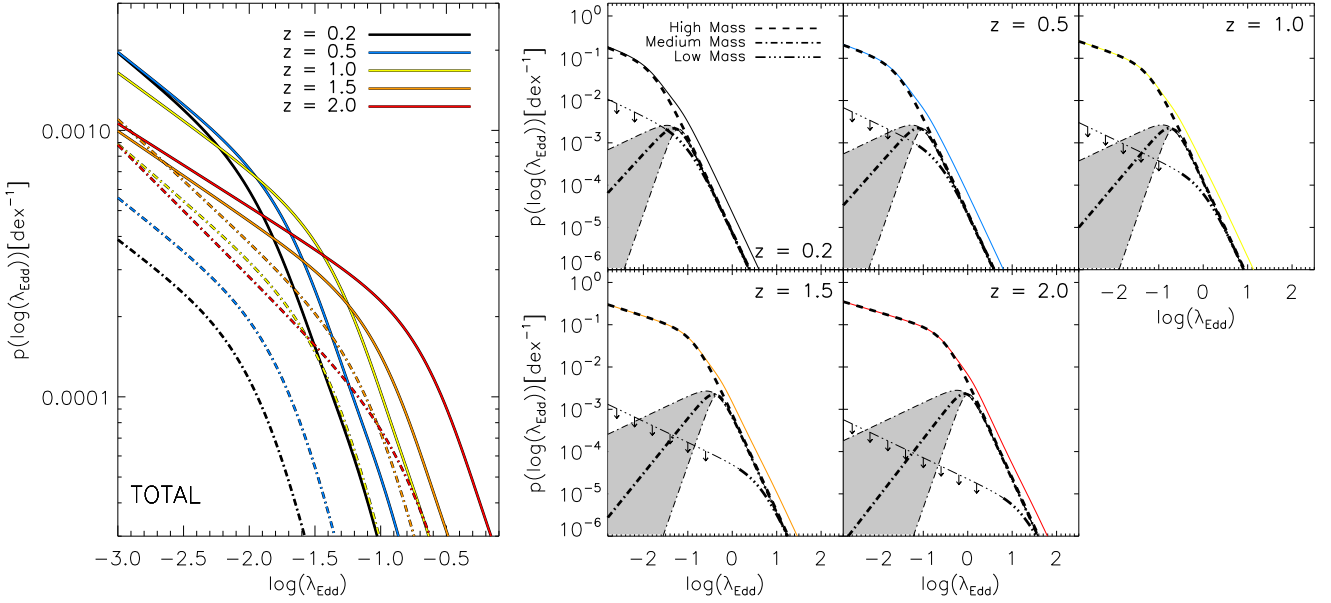 z = 0.2
z = 0.5
z = 1.0
z = 1.5
z = 2.0
0.0010
0.0001
p(log(λEdd))[dex⁻¹]
TOTAL
−3.0 −2.5 −2.0 −1.5 −1.0 −0.5
log(λEdd)
High Mass
Medium Mass
Low Mass
z = 0.5
z = 1.0
10⁰
10⁻¹
10⁻²
10⁻³
10⁻⁴
10⁻⁵
10⁻⁶
p(log(λEdd))[dex⁻¹]
z = 0.2
−2 −1 0 1 2
log(λEdd)
z = 1.5
z = 2.0
10⁰
10⁻¹
10⁻²
10⁻³
10⁻⁴
10⁻⁵
10⁻⁶
p(log(λEdd))[dex⁻¹]
−2 −1 0 1 2
−2 −1 0 1 2
log(λEdd)
log(λEdd)